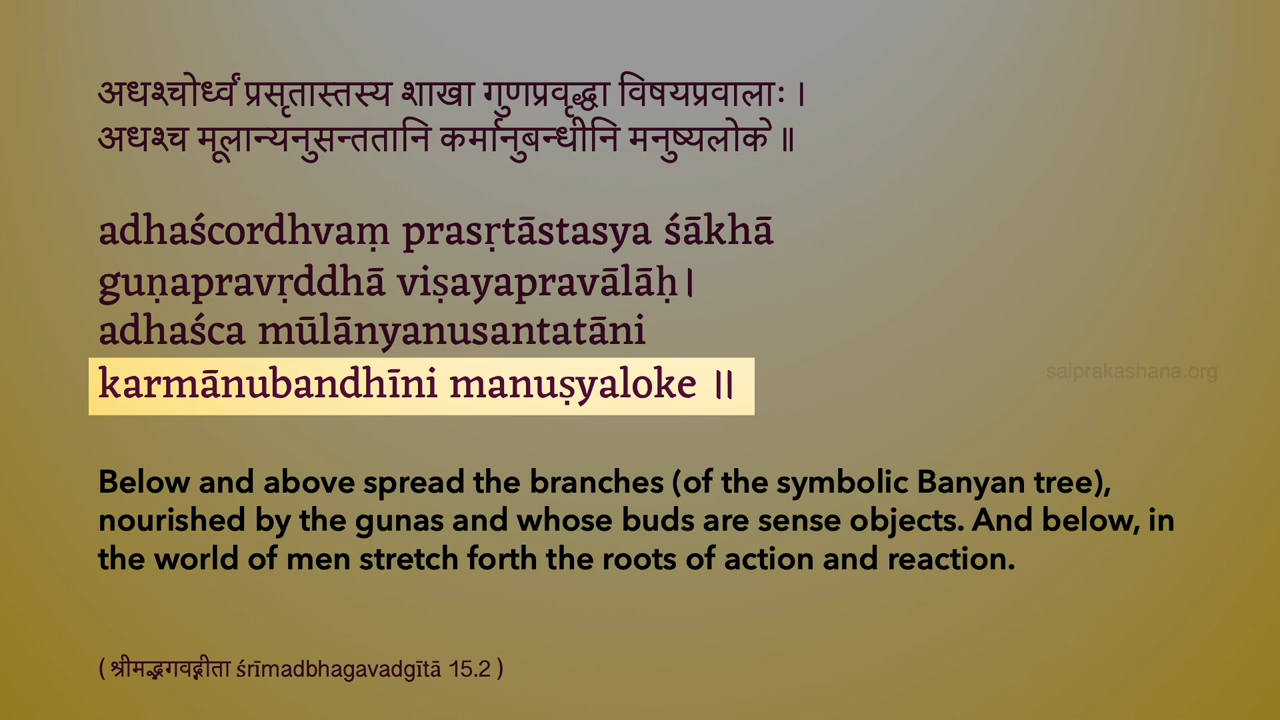 अधश्चोर्ध्वं प्रसृतास्तस्य शाखा गुणप्रवृद्धा विषयप्रवालाः ।
अधश्च मूलान्यनुसन्ततानि कर्मानुबन्धीनि मनुष्यलोके ॥
adhaścordhvaṃ prasṛtāstasya śākhā
guṇapravṛddhā viṣayapravālāḥ।
adhaśca mūlānyanusantatāni
karmānubandhīni manuṣyaloke ॥
saiprakashana.org
Below and above spread the branches (of the symbolic Banyan tree),
nourished by the gunas and whose buds are sense objects. And below, in
the world of men stretch forth the roots of action and reaction.
( श्रीमद्भगवद्गीता śrīmadbhagavadgītā 15.2 )